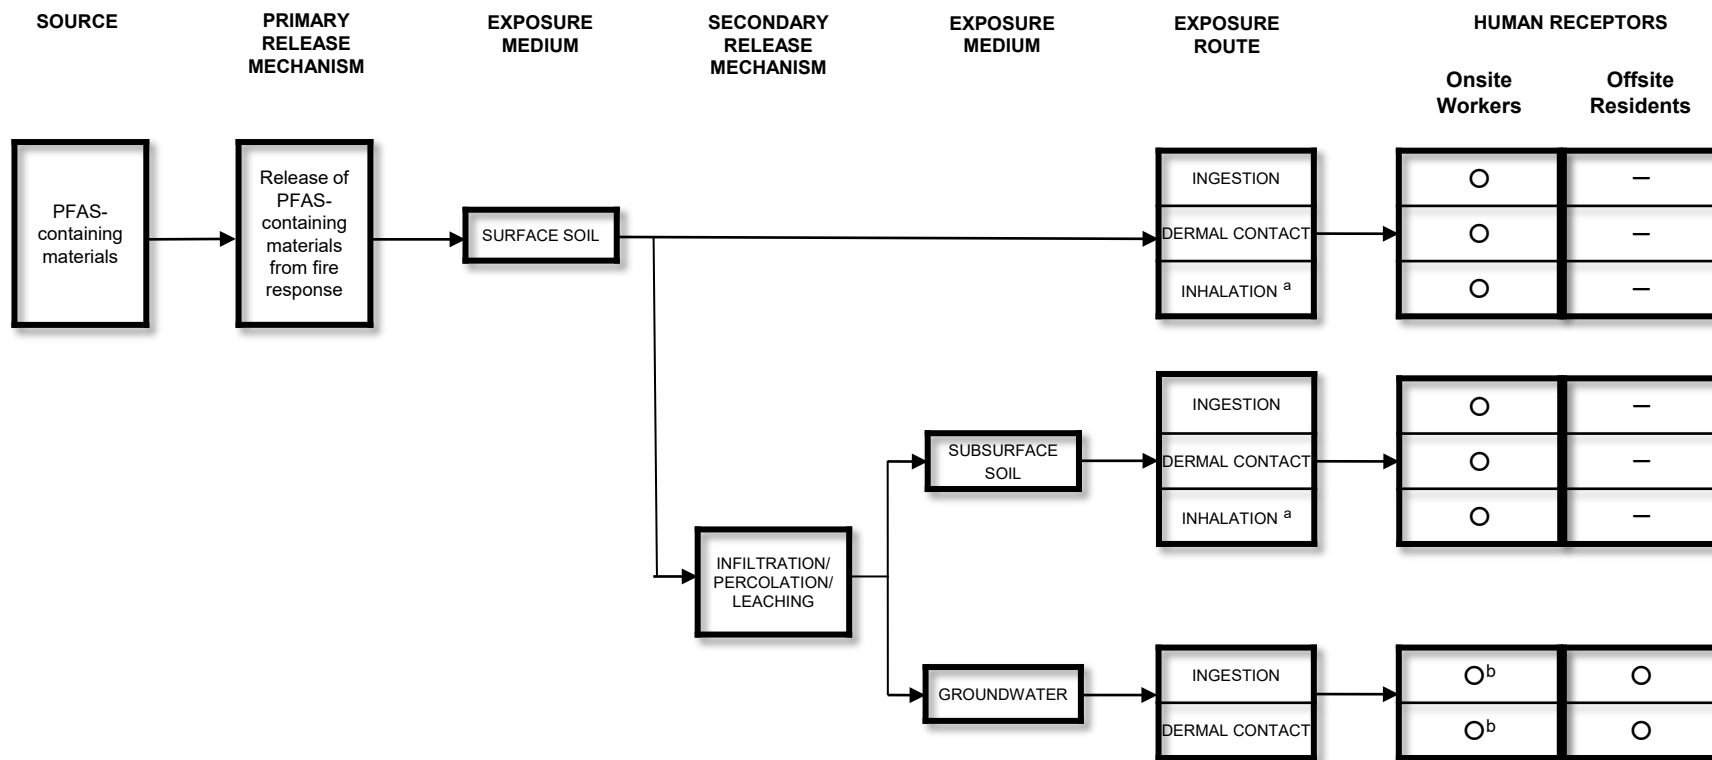 SOURCE
PRIMARY
RELEASE
MECHANISM
EXPOSURE
MEDIUM
SECONDARY
RELEASE
MECHANISM
EXPOSURE
MEDIUM
EXPOSURE
ROUTE
HUMAN RECEPTORS
Onsite
Workers
Offsite
Residents
PFAS-
containing
materials
Release of
PFAS-
containing
materials
from fire
response
SURFACE SOIL
INGESTION
O
–
DERMAL CONTACT
O
–
INHALATION a
O
–
SUBSURFACE
SOIL
INGESTION
O
–
DERMAL CONTACT
O
–
INHALATION a
O
–
INFILTRATION/
PERCOLATION/
LEACHING
GROUNDWATER
INGESTION
O b
O
DERMAL CONTACT
O b
O